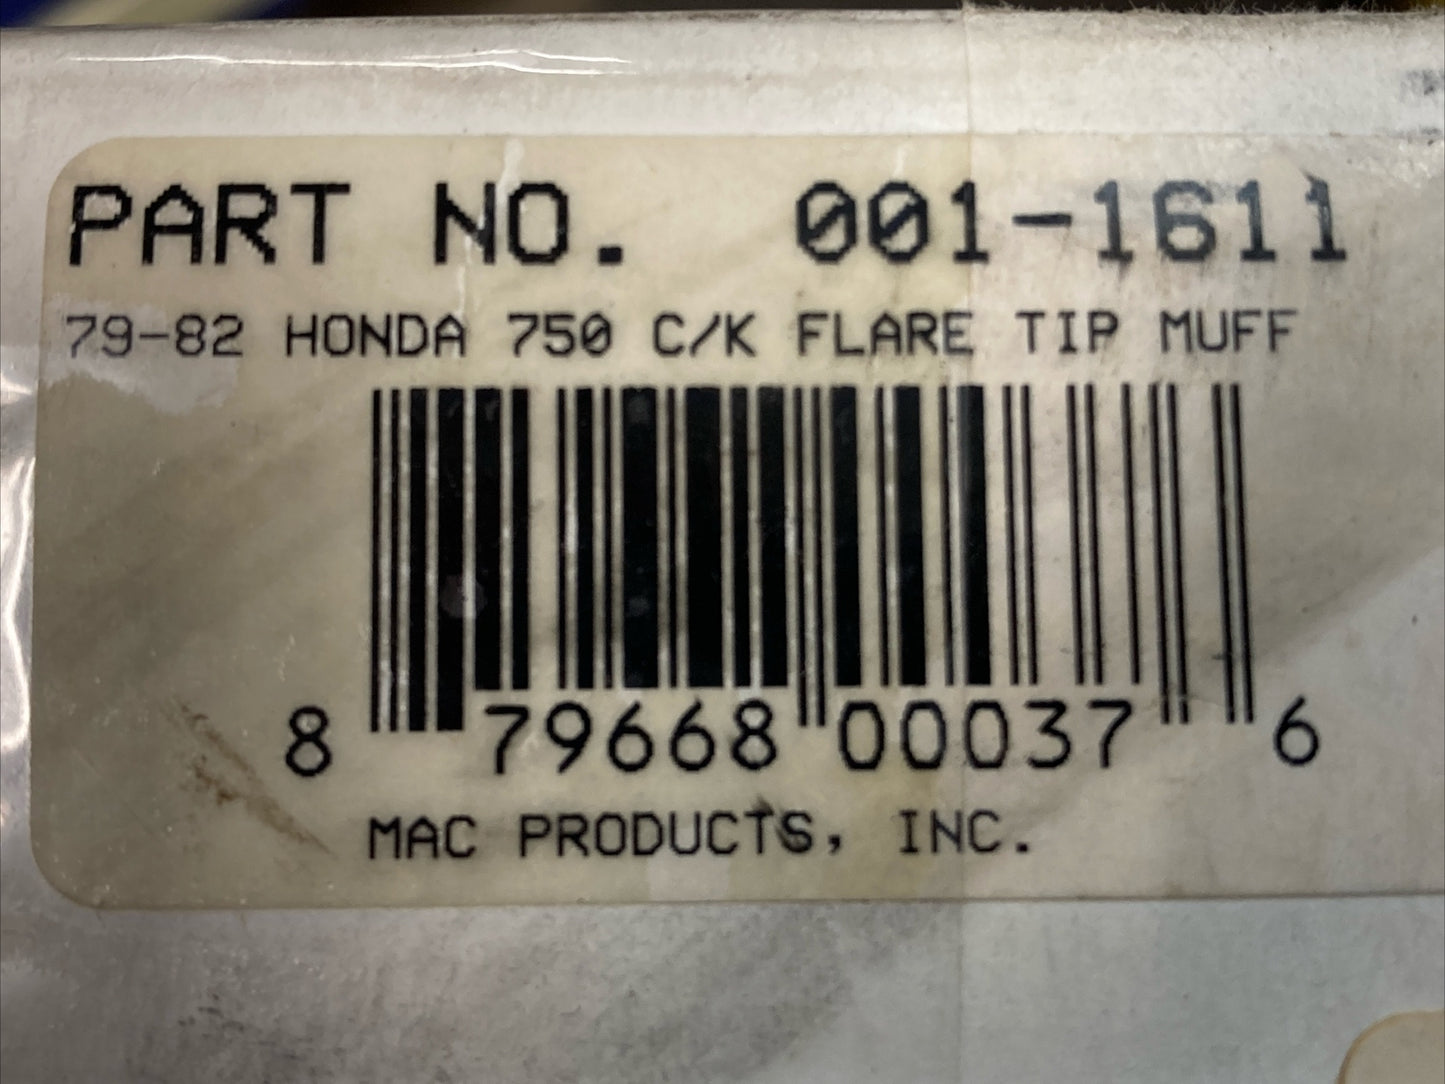 PART NO. 001-1611
79-82 HONDA 750 C/K FLARE TIP MUFF
8 79668 00037 6
MAC PRODUCTS, INC.